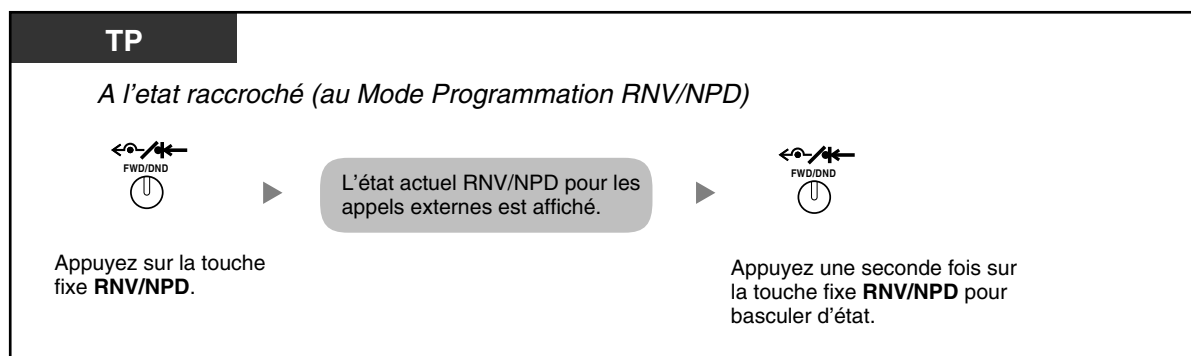 TP
A l'etat raccroché (au Mode Programmation RNV/NPD)
FWD/DND
Appuyez sur la touche
fixe RNV/NPD.
L'état actuel RNV/NPD pour les
appels externes est affiché.
FWD/DND
Appuyez une seconde fois sur
la touche fixe RNV/NPD pour
basculer d'état.